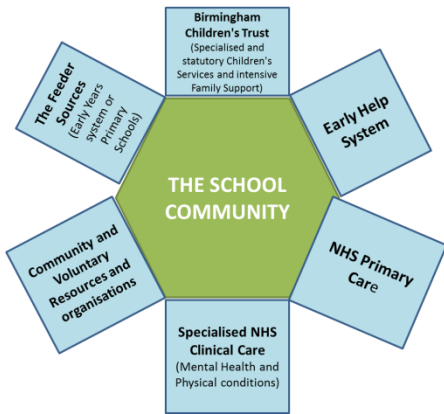 Birmingham
Children's Trust
(Specialised and
statutory Children's
Services and intensive
Family Support)
The Feeder
Sources
(Early Years
system or
Primary
Schools)
Early Help
System
THE SCHOOL
COMMUNITY
Community and
Voluntary
Resources and
organisations
NHS Primary
Care
Specialised NHS
Clinical Care
(Mental Health and
Physical conditions)